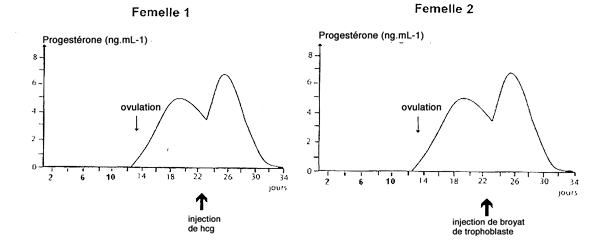 Femelle 1
Progestérone (ng.mL-1)
8
6
4
2
0
ovulation
2 6 10 14 18 22 26 30 34
jours
injection
de hcg
Femelle 2
Progestérone (ng.mL-1)
8
6
4
2
0
ovulation
2 6 10 14 18 22 26 30 34
jours
injection de broyat
de trophoblaste